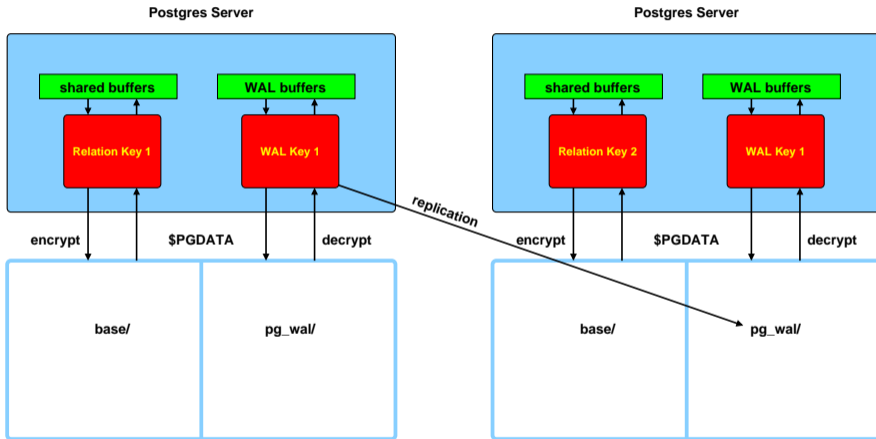 Postgres Server
Postgres Server
shared buffers
WAL buffers
shared buffers
WAL buffers
Relation Key 1
WAL Key 1
Relation Key 2
WAL Key 1
replication
encrypt
$PGDATA
decrypt
encrypt
$PGDATA
decrypt
base/
pg_wal/
base/
pg_wal/